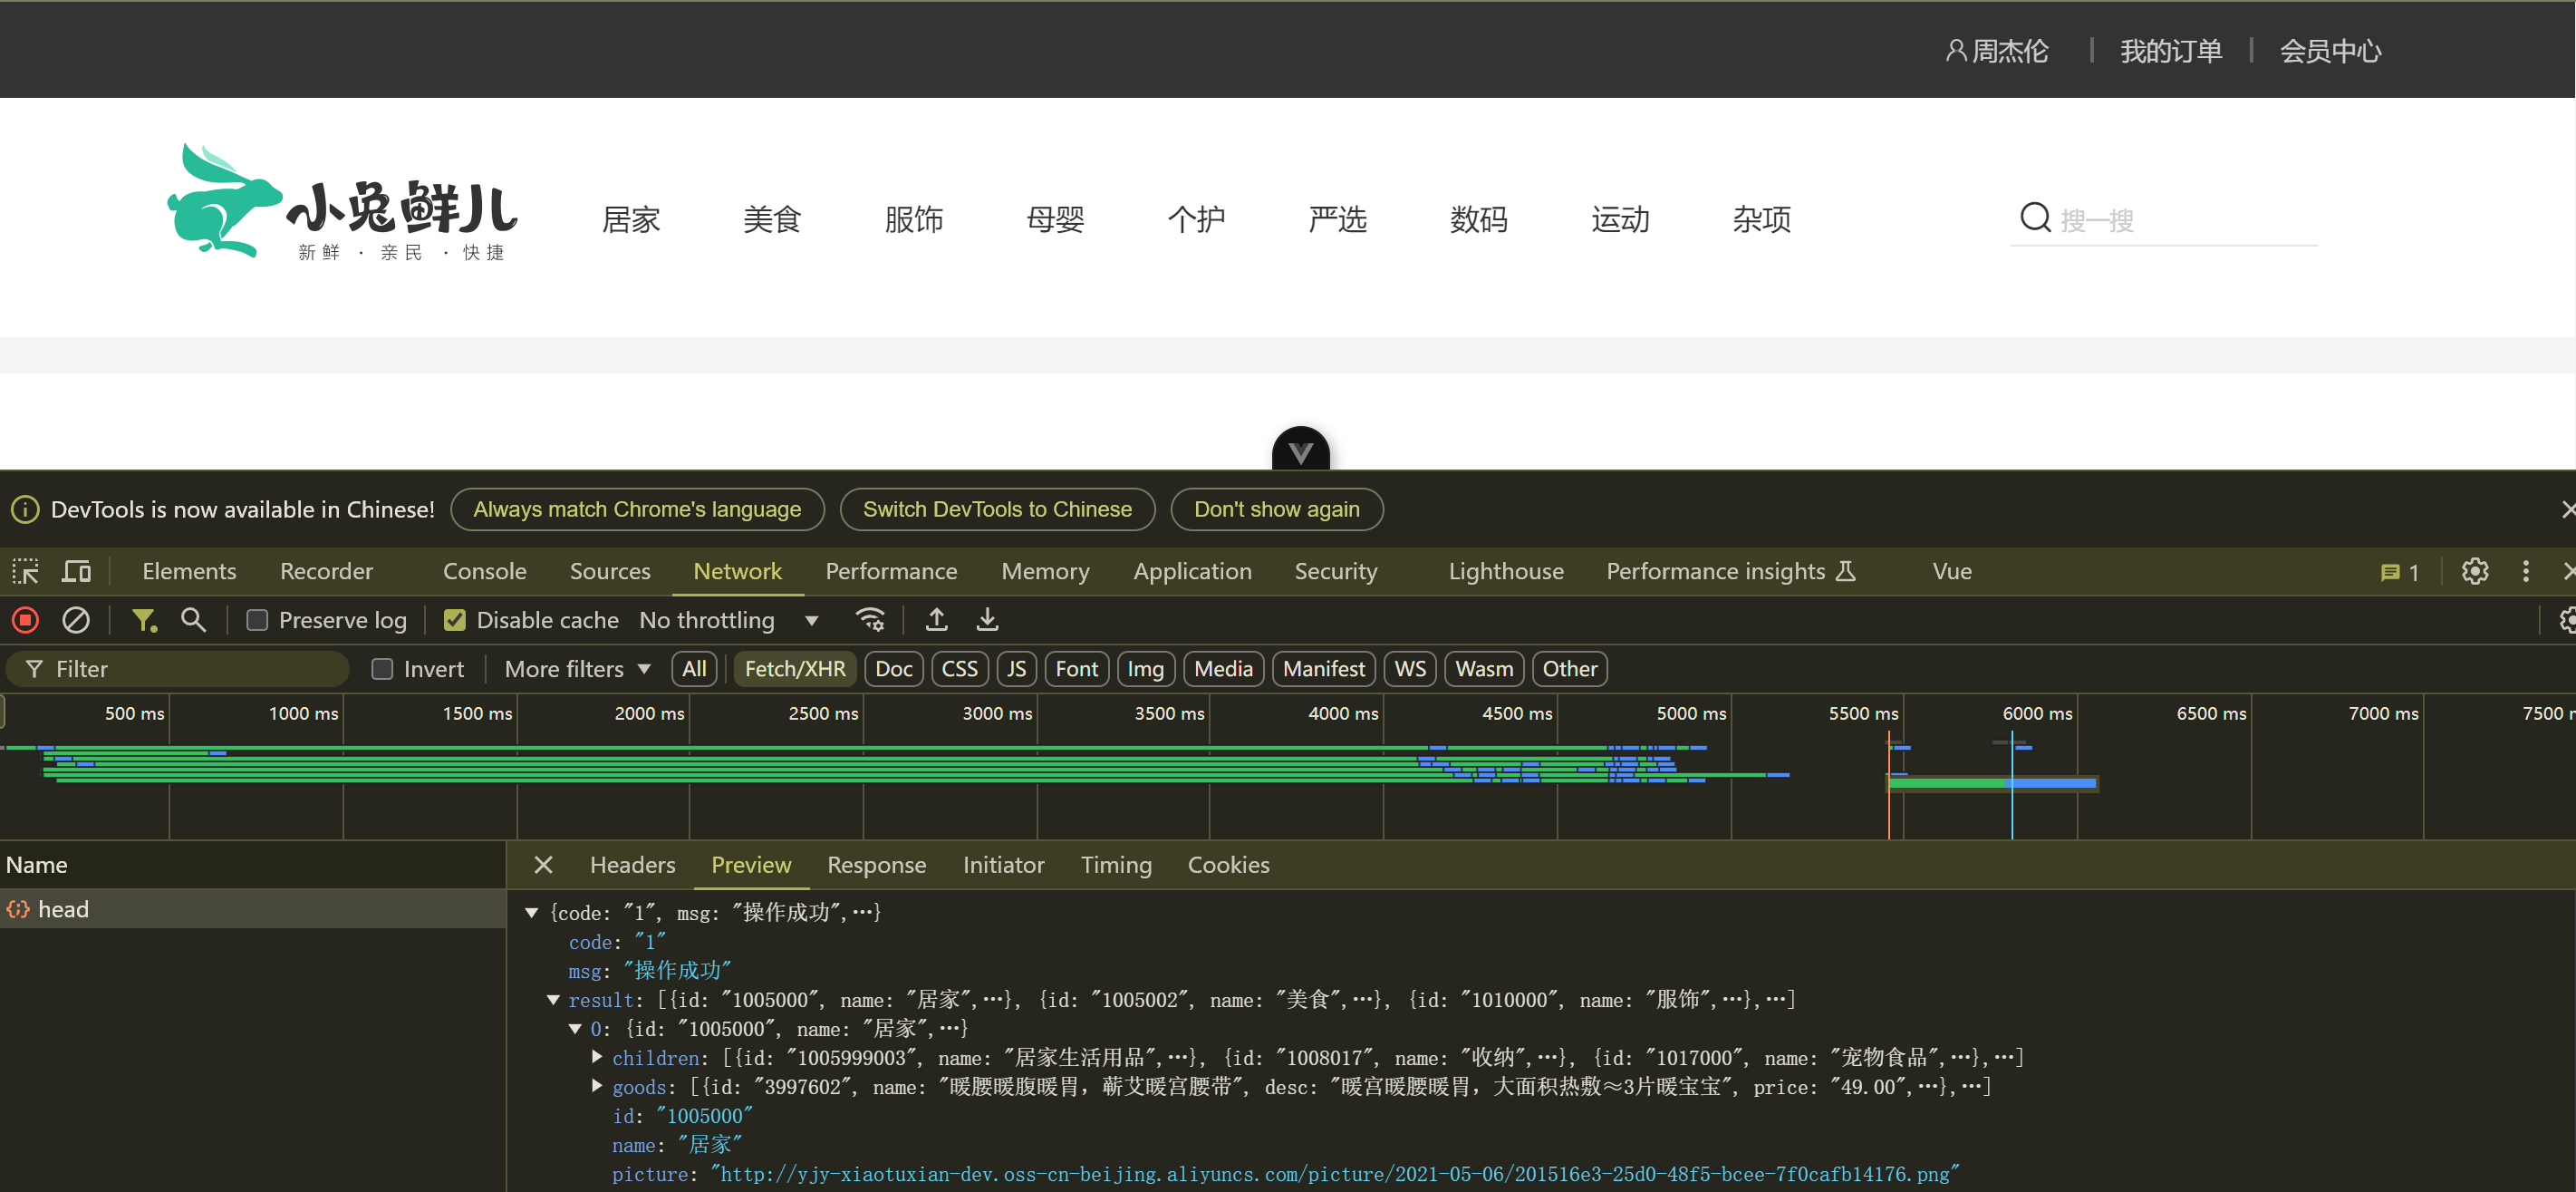 周杰伦 我的订单 会员中心
小兔鲜儿
新鲜 · 亲民 · 快捷
居家 美食 服饰 母婴 个护 严选 数码 运动 杂项
搜一搜
DevTools is now available in Chinese! Always match Chrome's language Switch DevTools to Chinese Don't show again
Elements Recorder Console Sources Network Performance Memory Application Security Lighthouse Performance insights Vue 1
Preserve log Disable cache No throttling
Filter Invert More filters All Fetch/XHR Doc CSS JS Font Img Media Manifest WS Wasm Other
500 ms 1000 ms 1500 ms 2000 ms 2500 ms 3000 ms 3500 ms 4000 ms 4500 ms 5000 ms 5500 ms 6000 ms 6500 ms 7000 ms 7500 m
Name Headers Preview Response Initiator Timing Cookies
head
{code: "1", msg: "操作成功",…}
code: "1"
msg: "操作成功"
result: [{id: "1005000", name: "居家",…}, {id: "1005002", name: "美食",…}, {id: "1010000", name: "服饰",…},…]
0: {id: "1005000", name: "居家",…}
children: [{id: "1005999003", name: "居家生活用品",…}, {id: "1008017", name: "收纳",…}, {id: "1017000", name: "宠物食品",…},…]
goods: [{id: "3997602", name: "暖腰暖腹暖胃，蕲艾暖宫腰带", desc: "暖宫暖腰暖胃，大面积热敷≈3片暖宝宝", price: "49.00",…},…]
id: "1005000"
name: "居家"
picture: "http://yjy-xiaotuxian-dev.oss-cn-beijing.aliyuncs.com/picture/2021-05-06/201516e3-25d0-48f5-bcee-7f0cafb14176.png"